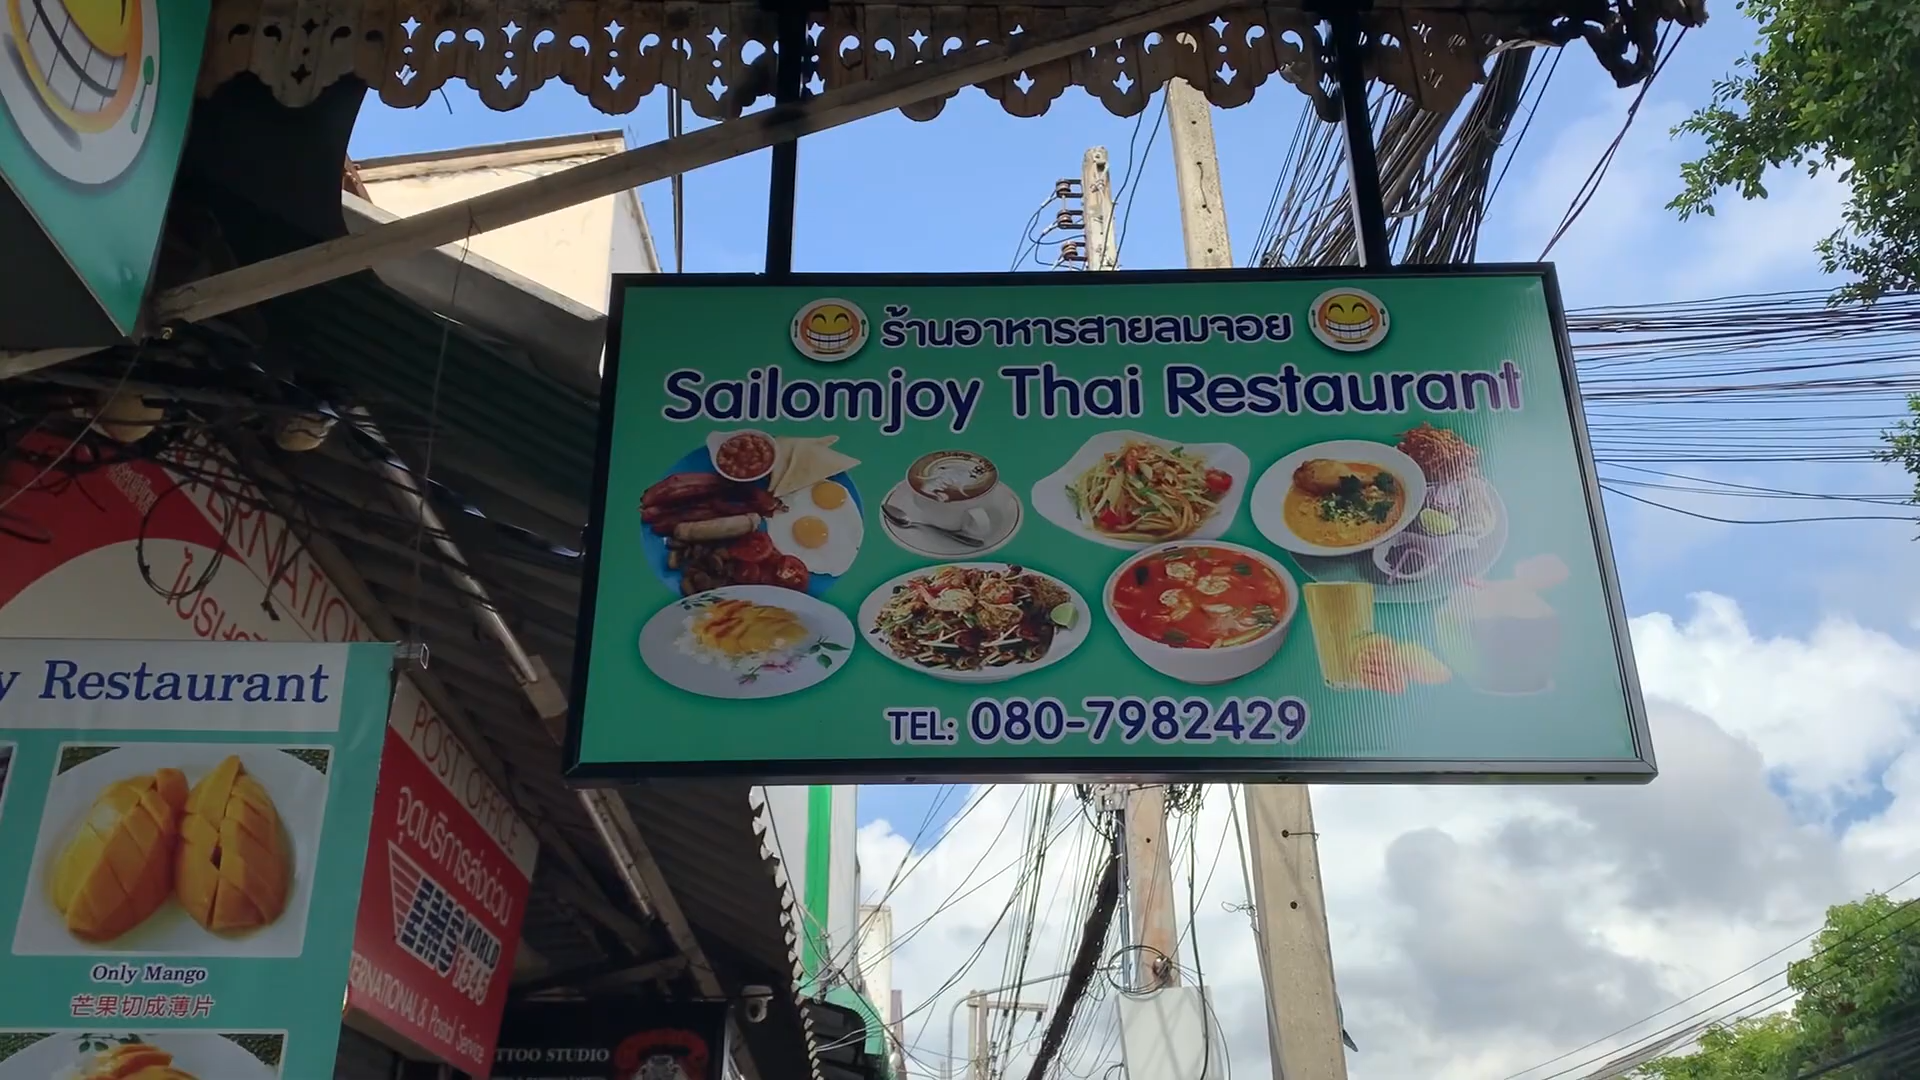 ร้านอาหารสายลมจอย
Sailomjoy Thai Restaurant
TEL: 080-7982429
y Restaurant
Only Mango
芒果切成薄片
POST OFFICE
จุดบริการส่งด่วน
EMS WORLD
1545
ERNATIONAL & Postal Service
TTOO STUDIO